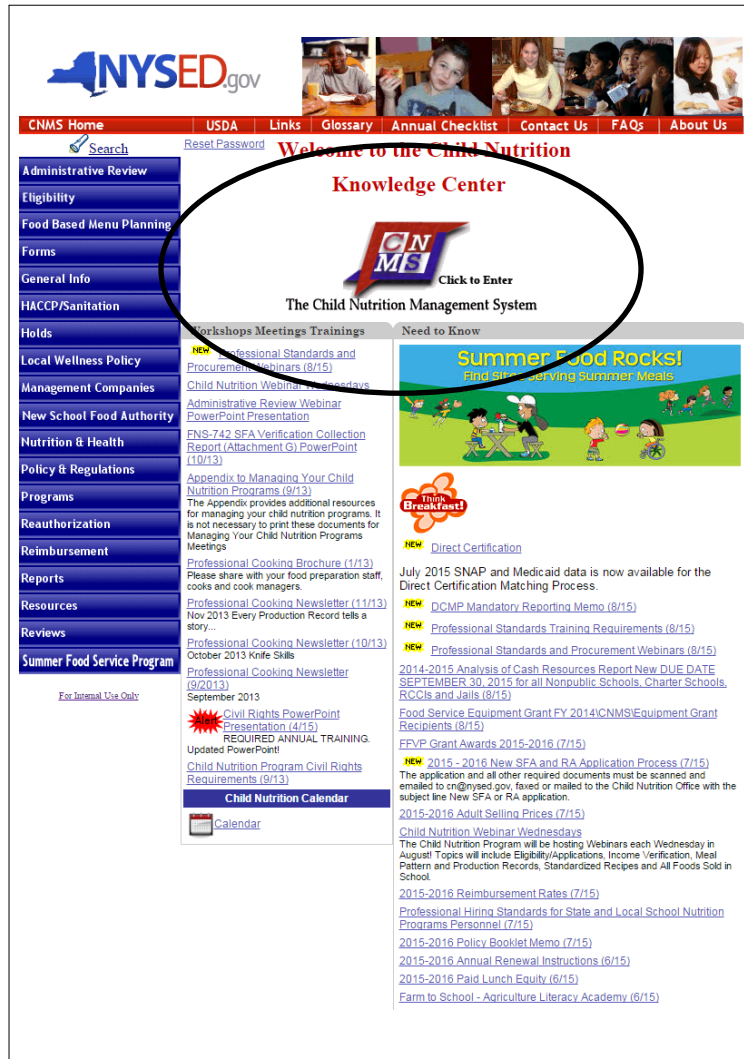 NYSED.gov
CNMS Home
USDA
Links
Glossary
Annual Checklist
Contact Us
FAQs
About Us
Search
Administrative Review
Eligibility
Food Based Menu Planning
Forms
General Info
HACCP/Sanitation
Holds
Local Wellness Policy
Management Companies
New School Food Authority
Nutrition & Health
Policy & Regulations
Programs
Reauthorization
Reimbursement
Reports
Resources
Reviews
Summer Food Service Program
For Internal Use Only
Reset Password
Welcome to the Child Nutrition
Knowledge Center
CN
MS
Click to Enter
The Child Nutrition Management System
Workshops Meetings Trainings
NEW Professional Standards and
Procurement Webinars (8/15)
Child Nutrition Webinar Wednesdays
Administrative Review Webinar
PowerPoint Presentation
FNS-742 SFA Verification Collection
Report (Attachment G) PowerPoint
(10/13)
Appendix to Managing Your Child
Nutrition Programs (9/13)
The Appendix provides additional resources
for managing your child nutrition programs. It
is not necessary to print these documents for
Managing Your Child Nutrition Programs
Meetings
Professional Cooking Brochure (1/13)
Please share with your food preparation staff,
cooks and cook managers.
Professional Cooking Newsletter (11/13)
Nov 2013 Every Production Record tells a
story...
Professional Cooking Newsletter (10/13)
October 2013 Knife Skills
Professional Cooking Newsletter
(9/2013)
September 2013
Alert Civil Rights PowerPoint
Presentation (4/15)
REQUIRED ANNUAL TRAINING.
Updated PowerPoint!
Child Nutrition Program Civil Rights
Requirements (9/13)
Child Nutrition Calendar
Calendar
Need to Know
Summer Food Rocks!
Find Sites Serving Summer Meals
Think
Breakfast!
NEW Direct Certification
July 2015 SNAP and Medicaid data is now available for the
Direct Certification Matching Process.
NEW DCMP Mandatory Reporting Memo (8/15)
NEW Professional Standards Training Requirements (8/15)
NEW Professional Standards and Procurement Webinars (8/15)
2014-2015 Analysis of Cash Resources Report New DUE DATE
SEPTEMBER 30, 2015 for all Nonpublic Schools, Charter Schools,
RCCIs and Jails (8/15)
Food Service Equipment Grant FY 2014\CNMS\Equipment Grant
Recipients (8/15)
FFVP Grant Awards 2015-2016 (7/15)
NEW 2015 - 2016 New SFA and RA Application Process (7/15)
The application and all other required documents must be scanned and
emailed to cn@nysed.gov, faxed or mailed to the Child Nutrition Office with the
subject line New SFA or RA application.
2015-2016 Adult Selling Prices (7/15)
Child Nutrition Webinar Wednesdays
The Child Nutrition Program will be hosting Webinars each Wednesday in
August! Topics will include Eligibility/Applications, Income Verification, Meal
Pattern and Production Records, Standardized Recipes and All Foods Sold in
School.
2015-2016 Reimbursement Rates (7/15)
Professional Hiring Standards for State and Local School Nutrition
Programs Personnel (7/15)
2015-2016 Policy Booklet Memo (7/15)
2015-2016 Annual Renewal Instructions (6/15)
2015-2016 Paid Lunch Equity (6/15)
Farm to School - Agriculture Literacy Academy (6/15)